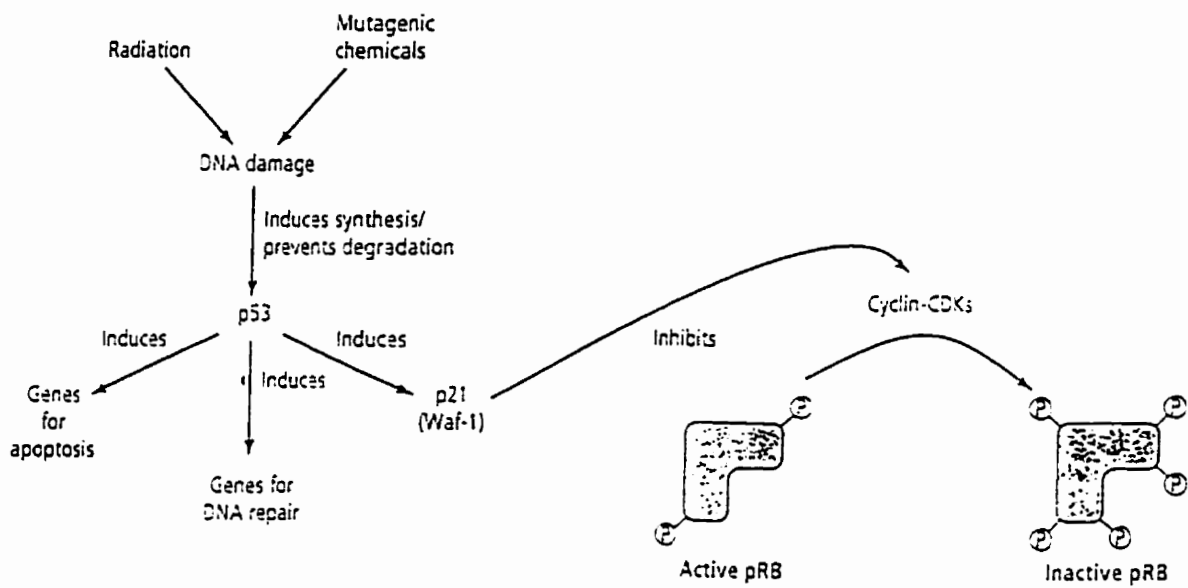 Radiation
Mutagenic
chemicals
DNA damage
Induces synthesis/
prevents degradation
p53
Induces
Induces
Induces
Genes
for
apoptosis
Genes for
DNA repair
p21
(Waf-1)
Inhibits
Cyclin-CDKs
P
P
Active pRB
P
P
P
P
P
P
Inactive pRB